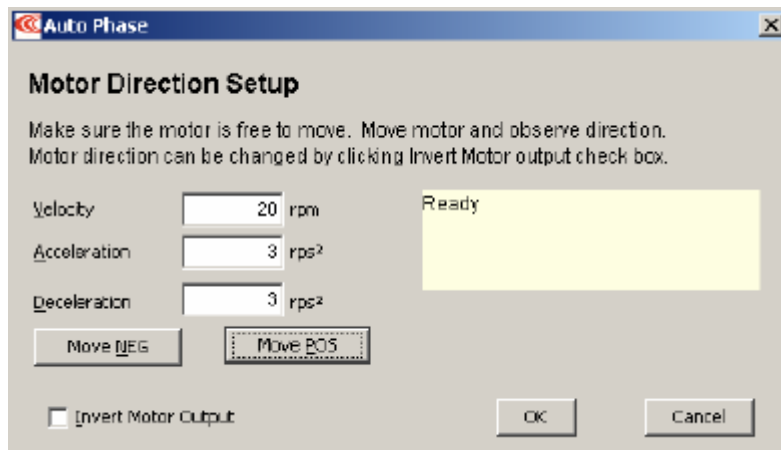 Auto Phase
Motor Direction Setup
Make sure the motor is free to move. Move motor and observe direction.
Motor direction can be changed by clicking Invert Motor output check box.
Velocity 20 rpm Ready
Acceleration 3 rps²
Deceleration 3 rps²
Move NEG Move POS
Invert Motor Output OK Cancel